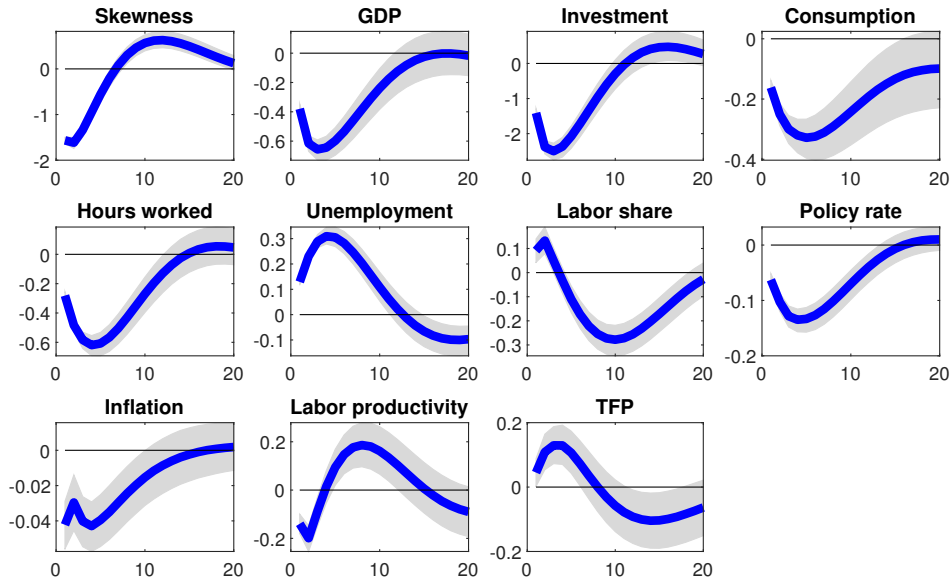 Skewness
0
-1
-2
0 10 20
GDP
0
-0.2
-0.4
-0.6
0 10 20
Investment
0
-2
0 10 20
Consumption
0
-0.2
-0.4
0 10 20
Hours worked
0
-0.2
-0.4
-0.6
0 10 20
Unemployment
0.3
0.2
0.1
0
-0.1
0 10 20
Labor share
0.1
0
-0.1
-0.2
-0.3
0 10 20
Policy rate
0
-0.1
-0.2
0 10 20
Inflation
0
-0.02
-0.04
0 10 20
Labor productivity
0.2
0
-0.2
0 10 20
TFP
0.2
0
-0.2
0 10 20